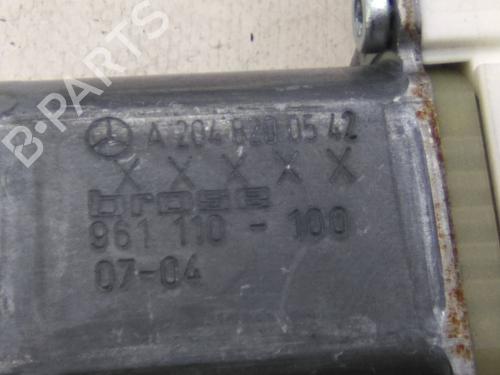 A 204 820 05 42
X X X X X
brose
961 110 - 100
07-04
B-PARTS